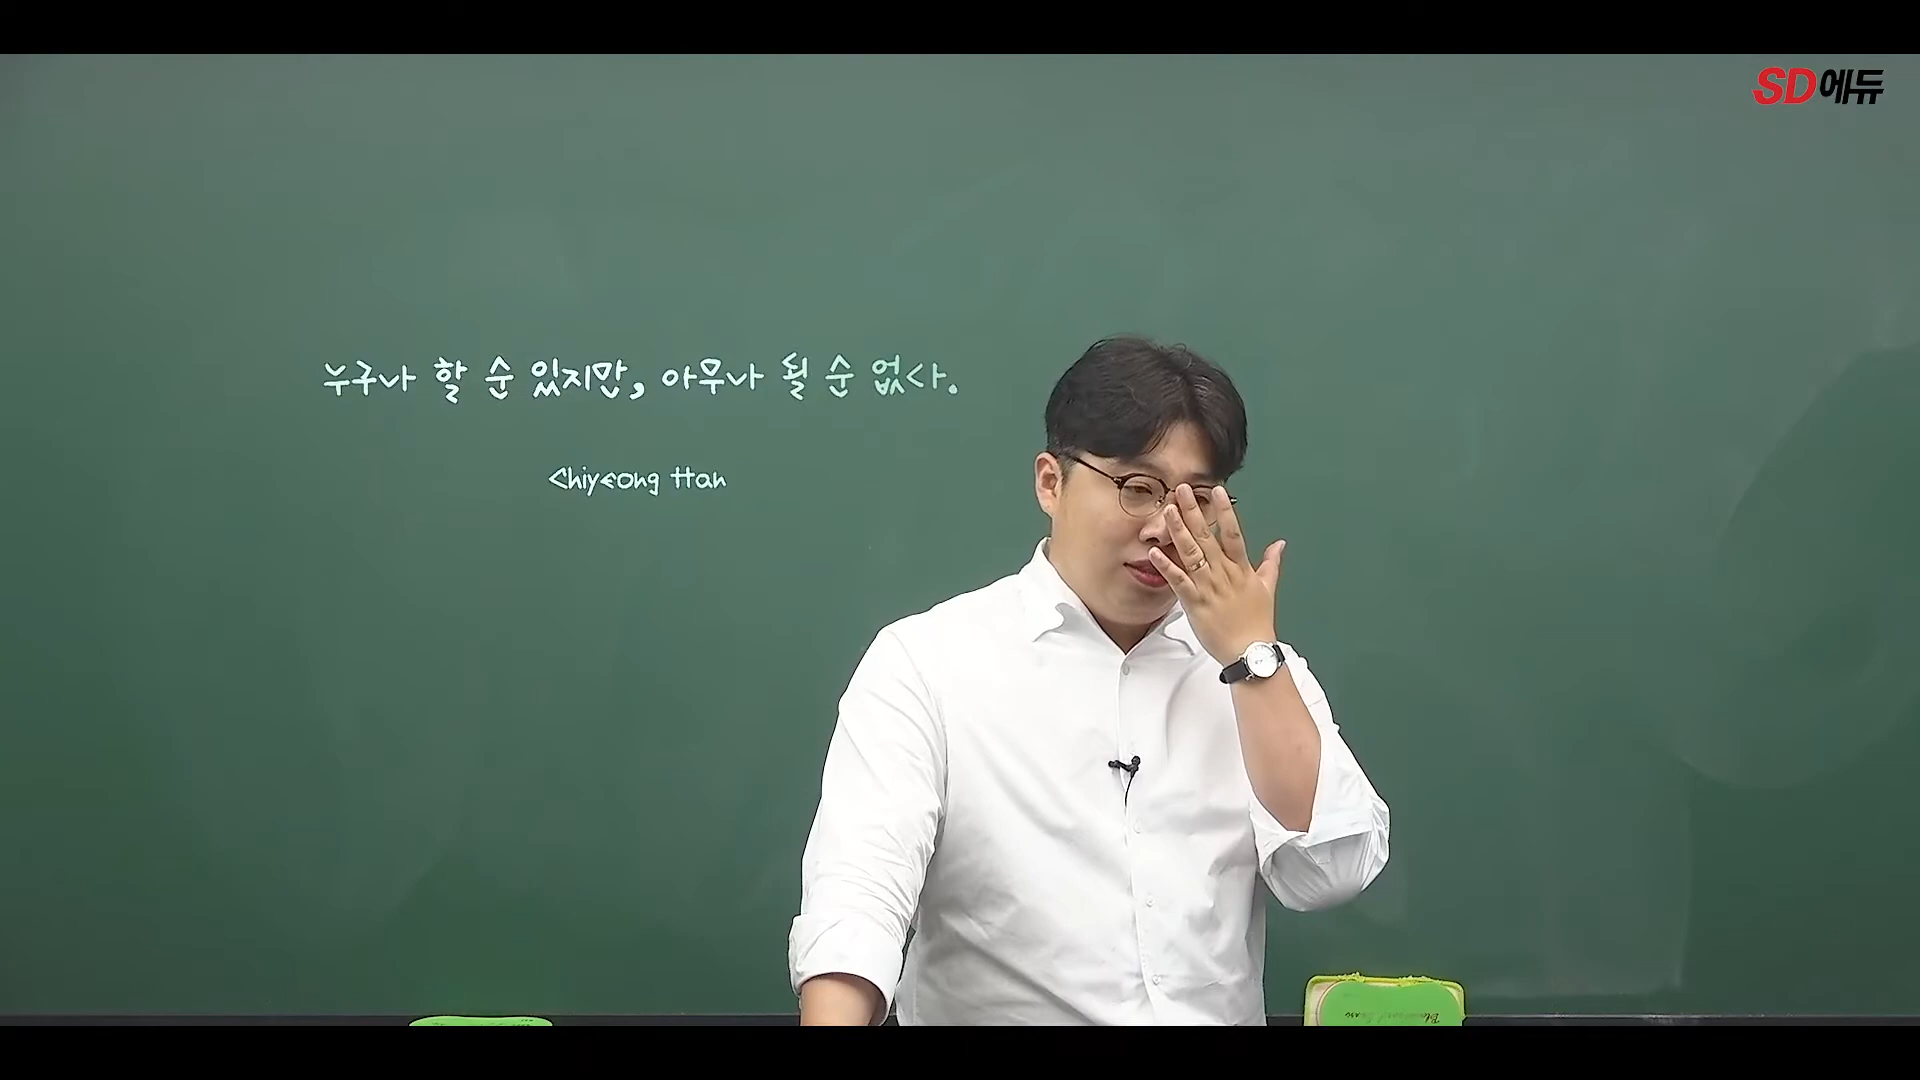 SD에듀
누구나 할 순 있지만, 아무나 될 순 없다.
Chiyeong Han